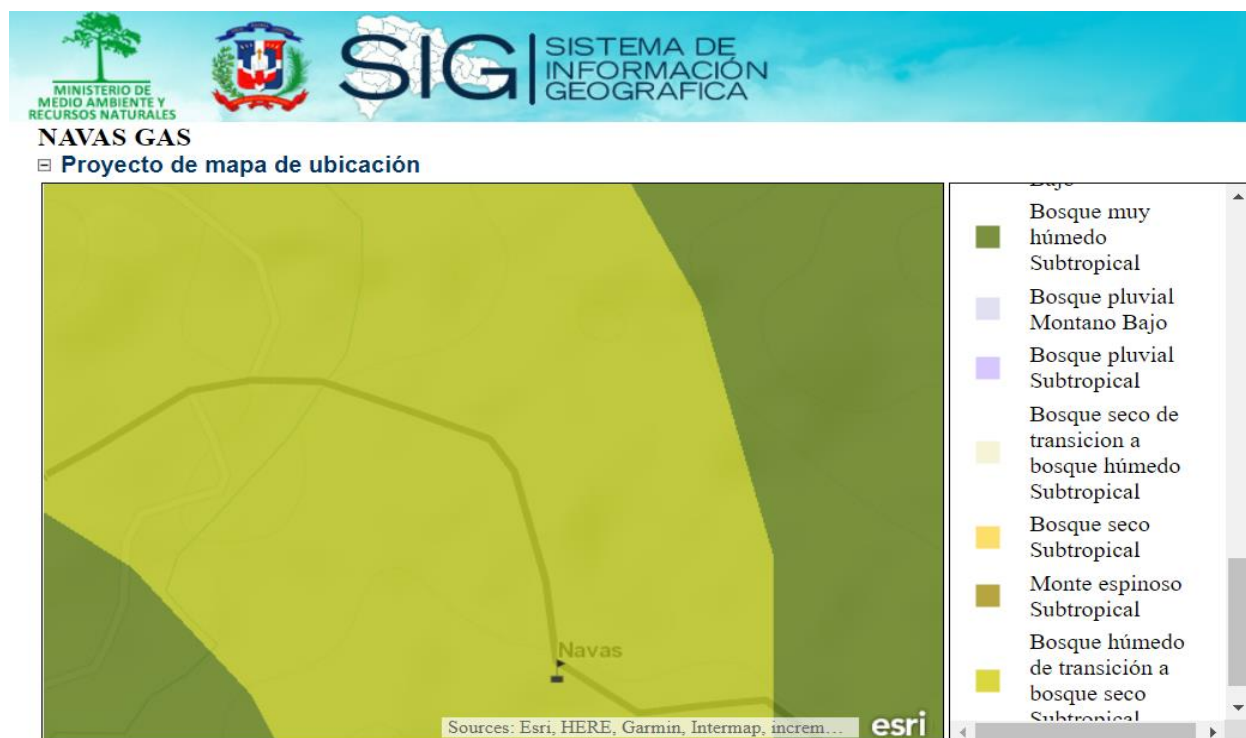 MINISTERIO DE
MEDIO AMBIENTE Y
RECURSOS NATURALES
SIG
SISTEMA DE
INFORMACIÓN
GEOGRAFICA
NAVAS GAS
Proyecto de mapa de ubicación
Navas
Sources: Esri, HERE, Garmin, Intermap, increm...
esri
Bajo
Bosque muy
húmedo
Subtropical
Bosque pluvial
Montano Bajo
Bosque pluvial
Subtropical
Bosque seco de
transicion a
bosque húmedo
Subtropical
Bosque seco
Subtropical
Monte espinoso
Subtropical
Bosque húmedo
de transición a
bosque seco
Subtropical